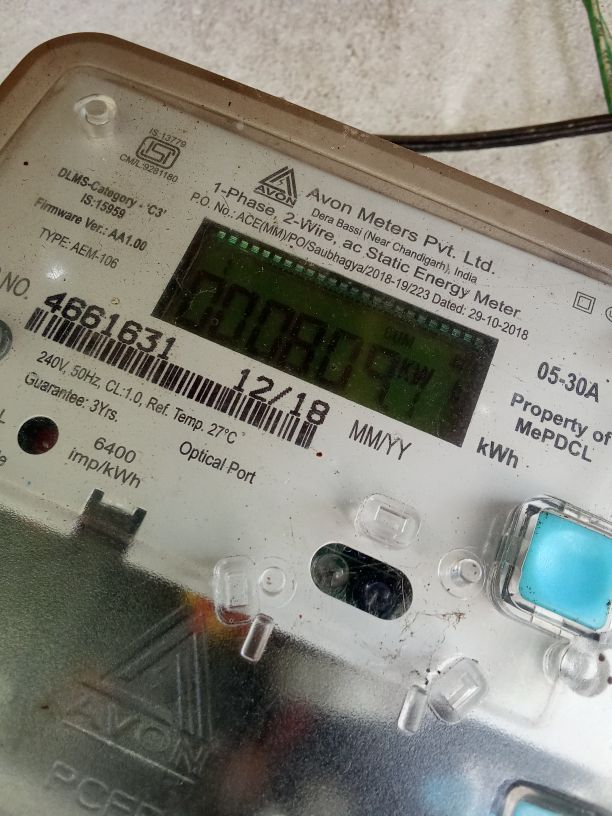 IS:13779
CM/L:9281180
DLMS-Category - 'C3'
IS:15959
Firmware Ver.: AA1.00
TYPE: AEM-106
AVON
Avon Meters Pvt. Ltd.
Dera Bassi (Near Chandigarh), India
1-Phase, 2-Wire, ac Static Energy Meter
P.O. No.: ACE(MM)/PO/Saubhagya/2018-19/223 Dated: 29-10-2018
CUM
kW
NO.
4661631
12/18
MM/YY
kWh
05-30A
Property of
MePDCL
240V, 50Hz, CL:1.0, Ref. Temp. 27°C
Guarantee: 3Yrs.
6400
imp/kWh
Optical Port
AVON